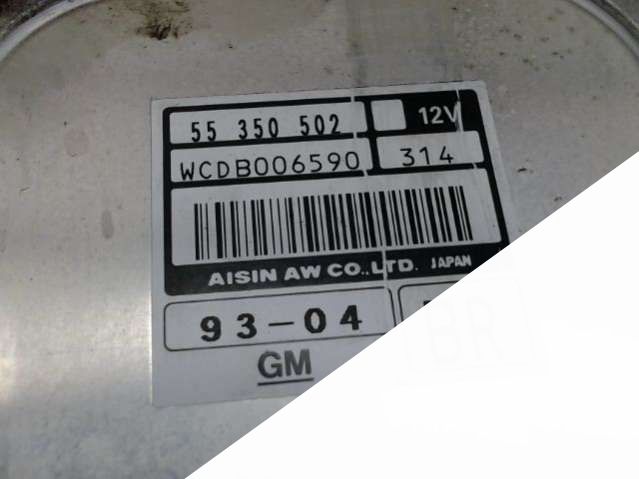 55 350 502 12V
WCDB006590 314
AISIN AW CO.,LTD. JAPAN
93-04
GM